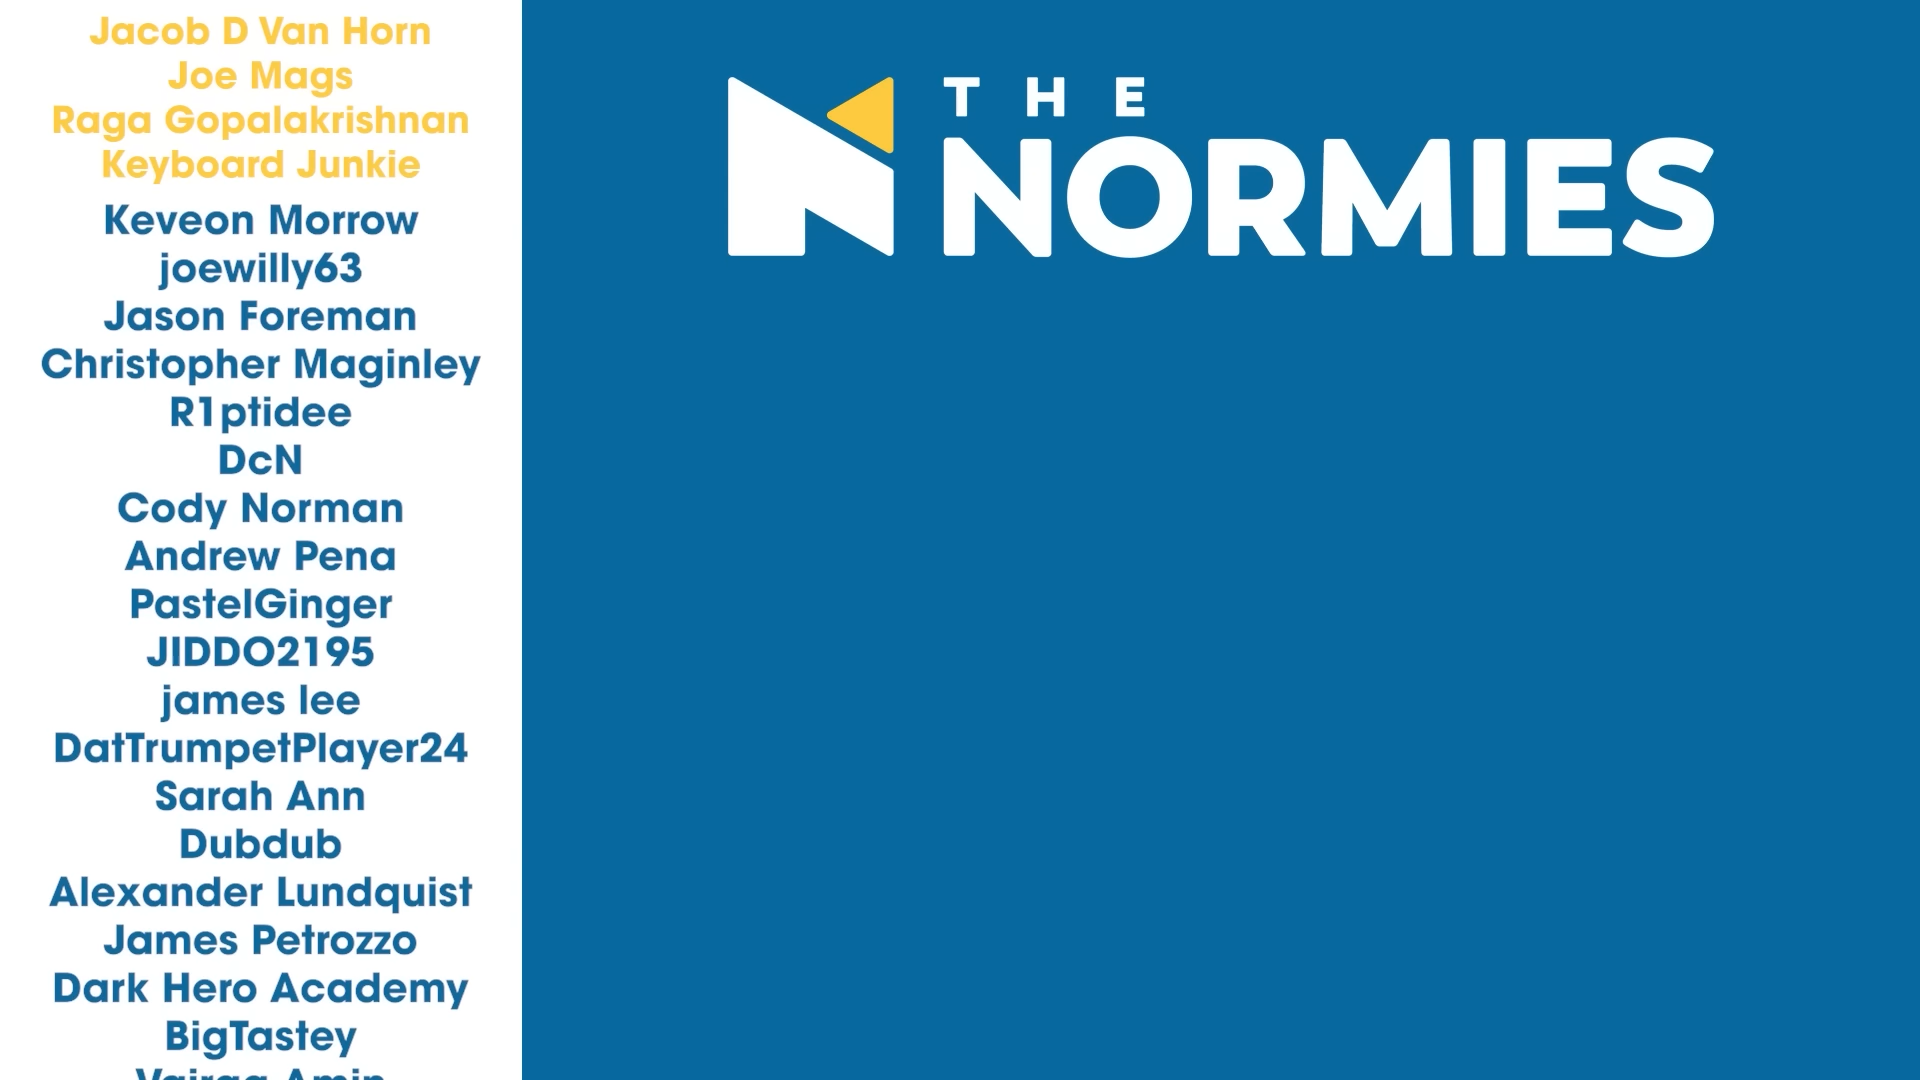 Jacob D Van Horn
Joe Mags
Raga Gopalakrishnan
Keyboard Junkie
Keveon Morrow
joewilly63
Jason Foreman
Christopher Maginley
R1ptidee
DcN
Cody Norman
Andrew Pena
PastelGinger
JIDDO2195
james lee
DatTrumpetPlayer24
Sarah Ann
Dubdub
Alexander Lundquist
James Petrozzo
Dark Hero Academy
BigTastey
THE
NORMIES